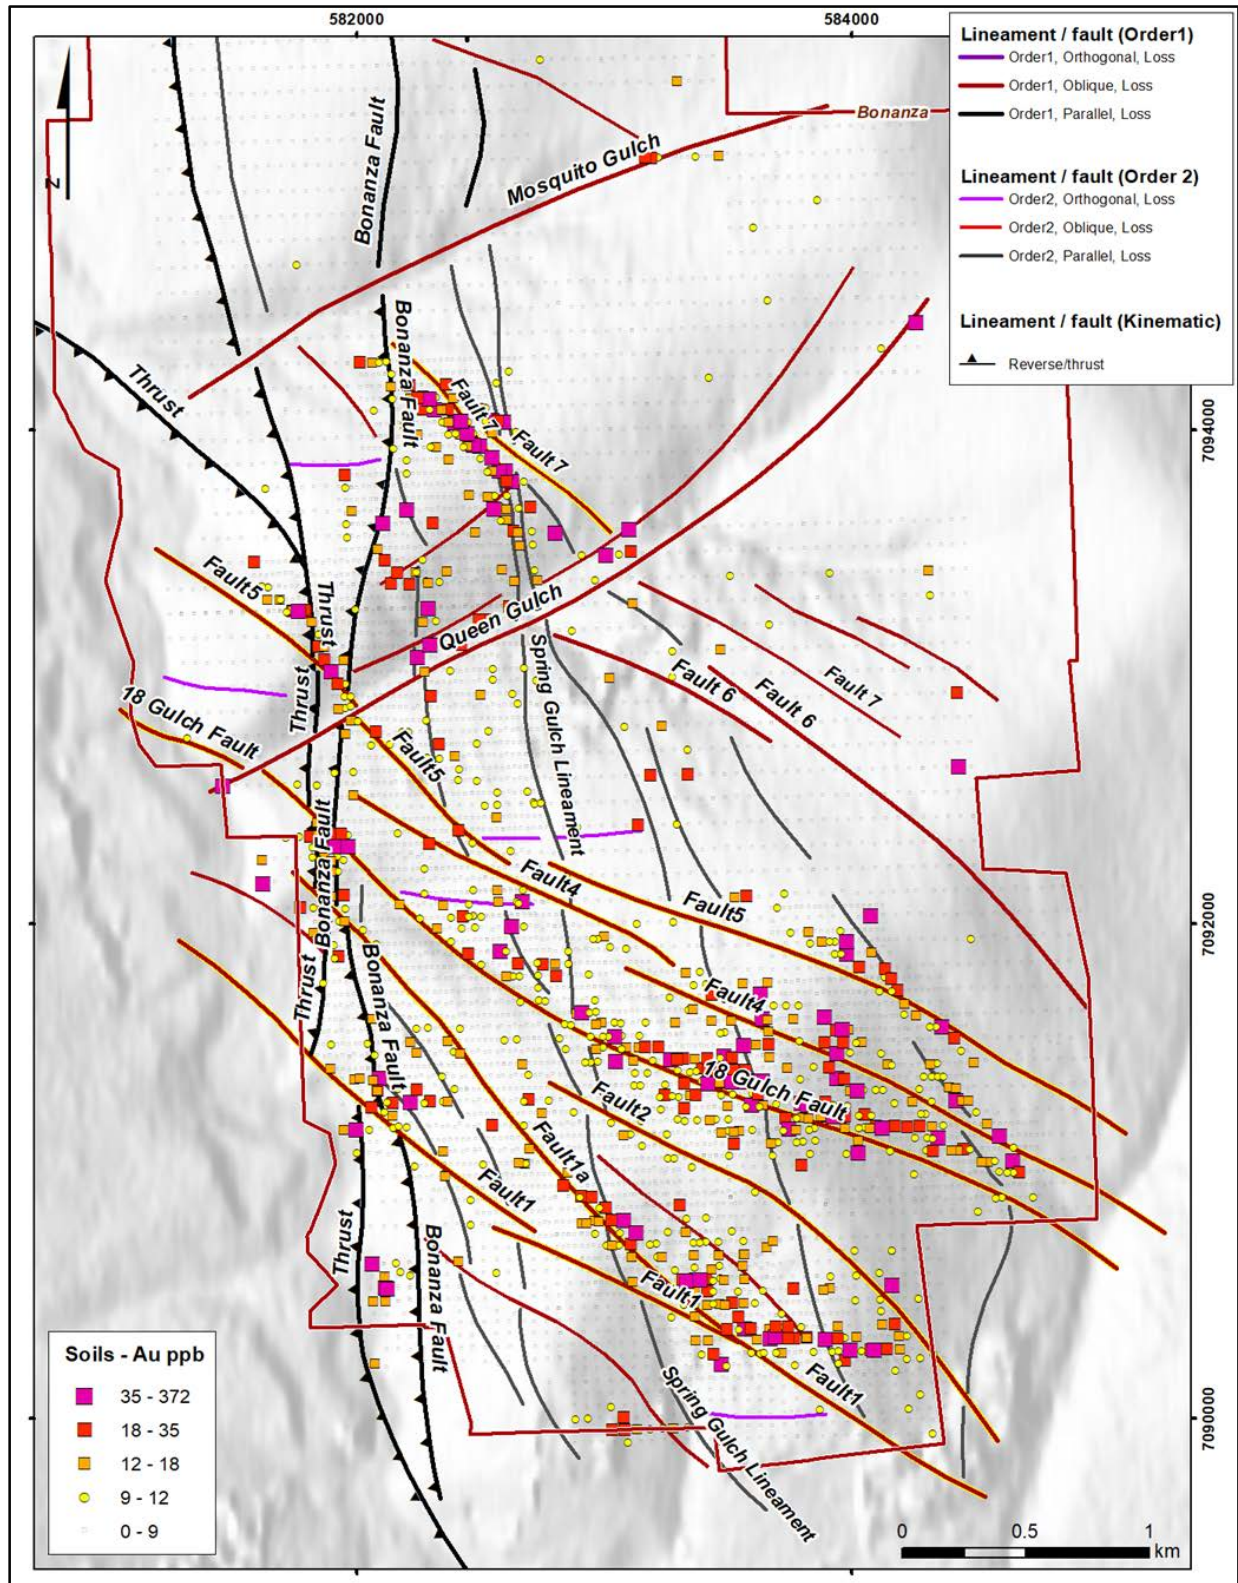 582000
584000
Lineament / fault (Order1)
Order1, Orthogonal, Loss
Order1, Oblique, Loss
Order1, Parallel, Loss
Lineament / fault (Order 2)
Order2, Orthogonal, Loss
Order2, Oblique, Loss
Order2, Parallel, Loss
Lineament / fault (Kinematic)
Reverse/thrust
Z
Bonanza Fault
Mosquito Gulch
Bonanza
Thrust
Bonanza Fault
Fault 7
Fault 7
7094000
Fault5
Thrust
Queen Gulch
Spring Gulch Lineament
Fault 6
Fault 6
Fault 7
Thrust
18 Gulch Fault
Fault5
Bonanza Fault
Fault4
Fault5
7092000
Thrust
Bonanza Fault
Fault4
18 Gulch Fault
Fault2
Fault1a
Fault1
Thrust
Bonanza Fault
Fault1
Fault1
Spring Gulch Lineament
7090000
Soils - Au ppb
35 - 372
18 - 35
12 - 18
9 - 12
0 - 9
0
0.5
1
km